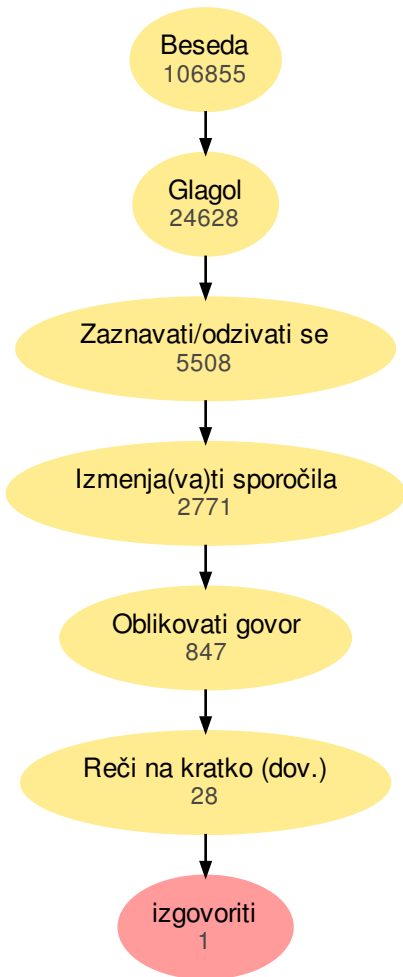 Beseda
106855
Glagol
24628
Zaznavati/odzivati se
5508
Izmenja(va)ti sporočila
2771
Oblikovati govor
847
Reči na kratko (dov.)
28
izgovoriti
1